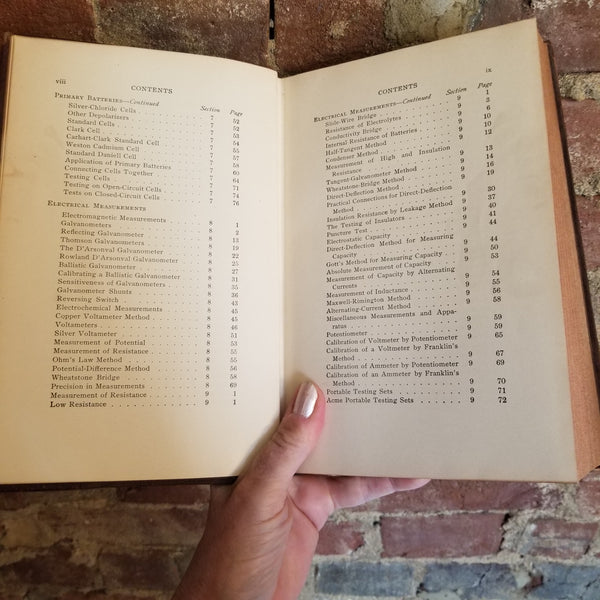 viii
CONTENTS
PRIMARY BATTERIES—Continued Section Page
Silver-Chloride Cells 7 52
Other Depolarizers 7 52
Standard Cells 7 52
Clark Cell 7 54
Carhart-Clark Standard Cell 7 55
Weston Cadmium Cell 7 57
Standard Daniell Cell 7 58
Application of Primary Batteries 7 60
Connecting Cells Together 7 64
Testing Cells 7 71
Testing on Open-Circuit Cells 7 74
Tests on Closed-Circuit Cells 7 76
ELECTRICAL MEASUREMENTS
Electromagnetic Measurements 8 1
Galvanometers 8 2
Reflecting Galvanometer 8 13
Thomson Galvanometers 8 19
The D'Arsonval Galvanometer 8 22
Rowland D'Arsonval Galvanometer 8 25
Ballistic Galvanometer 8 27
Calibrating a Ballistic Galvanometer 8 31
Sensitiveness of Galvanometers 8 35
Galvanometer Shunts 8 36
Reversing Switch 8 43
Electrochemical Measurements 8 45
Copper Voltameter Method 8 45
Voltameters 8 46
Silver Voltameter 8 51
Measurement of Potential 8 53
Measurement of Resistance 8 55
Ohm's Law Method 8 55
Potential-Difference Method 8 56
Wheatstone Bridge 8 58
Precision in Measurements 8 69
Measurement of Resistance 9 1
Low Resistance 9 1
ix
CONTENTS
ELECTRICAL MEASUREMENTS—Continued Section Page
Slide-Wire Bridge 9 1
Resistance of Electrolytes 9 3
Conductivity Bridge 9 6
Internal Resistance of Batteries 9 10
Half-Tangent Method 9 10
Condenser Method 9 12
Measurement of High and Insulation
Resistance 9 13
Tangent-Galvanometer Method 9 14
Wheatstone-Bridge Method 9 16
Direct-Deflection Method 9 19
Practical Connections for Direct-Deflection
Method 9 30
Insulation Resistance by Leakage Method 9 37
The Testing of Insulators 9 40
Puncture Test 9 41
Electrostatic Capacity 9 44
Direct-Deflection Method for Measuring
Capacity 9 44
Gott's Method for Measuring Capacity 9 50
Absolute Measurement of Capacity 9 53
Measurement of Capacity by Alternating
Currents 9 54
Measurement of Inductance 9 55
Maxwell-Rimington Method 9 56
Alternating-Current Method 9 58
Miscellaneous Measurements and Appa-
ratus 9 59
Potentiometer 9 59
Calibration of Voltmeter by Potentiometer 9 65
Calibration of a Voltmeter by Franklin's
Method 9 67
Calibration of Ammeter by Potentiometer 9 69
Calibration of an Ammeter by Franklin's
Method 9 70
Portable Testing Sets 9 71
Acme Portable Testing Sets 9 72